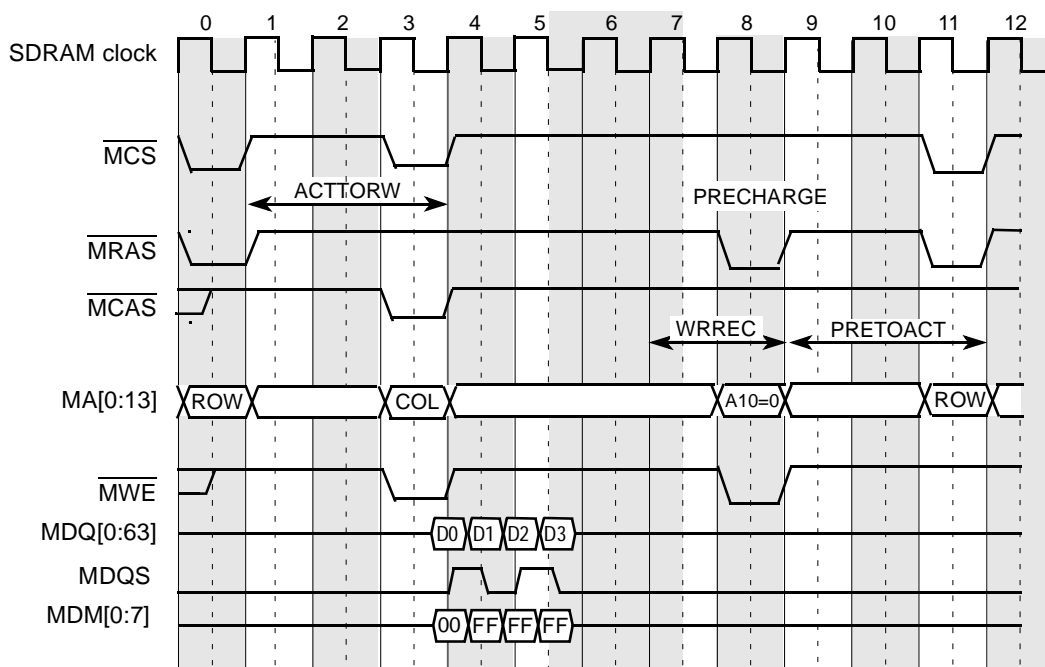 0 1 2 3 4 5 6 7 8 9 10 11 12
SDRAM clock
MCS
ACTTORW
PRECHARGE
MRAS
MCAS
WRREC
PRETOACT
MA[0:13]
ROW
COL
A10=0
ROW
MWE
MDQ[0:63]
D0 D1 D2 D3
MDQS
MDM[0:7]
00 FF FF FF